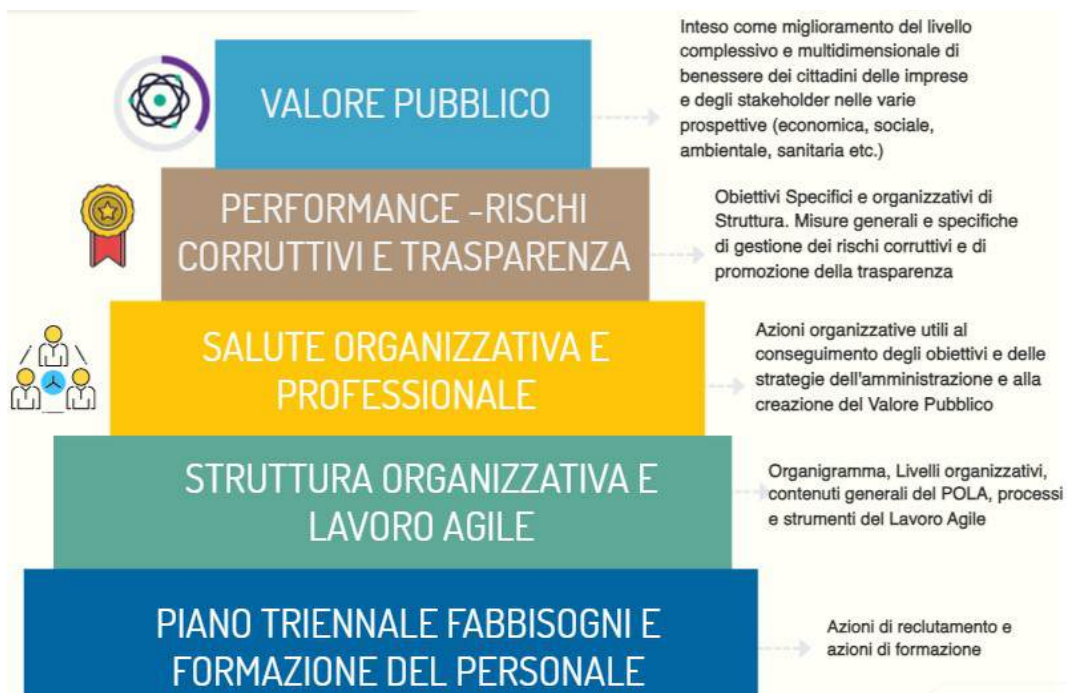 VALORE PUBBLICO
Inteso come miglioramento del livello
complessivo e multidimensionale di
benessere dei cittadini delle imprese
e degli stakeholder nelle varie
prospettive (economica, sociale,
ambientale, sanitaria etc.)
PERFORMANCE -RISCHI
CORRUTTIVI E TRASPARENZA
Obiettivi Specifici e organizzativi di
Struttura. Misure generali e specifiche
di gestione dei rischi corruttivi e di
promozione della trasparenza
SALUTE ORGANIZZATIVA E
PROFESSIONALE
Azioni organizzative utili al
conseguimento degli obiettivi e delle
strategie dell'amministrazione e alla
creazione del Valore Pubblico
STRUTTURA ORGANIZZATIVA E
LAVORO AGILE
Organigramma, Livelli organizzativi,
contenuti generali del POLA, processi
e strumenti del Lavoro Agile
PIANO TRIENNALE FABBISOGNI E
FORMAZIONE DEL PERSONALE
Azioni di reclutamento e
azioni di formazione